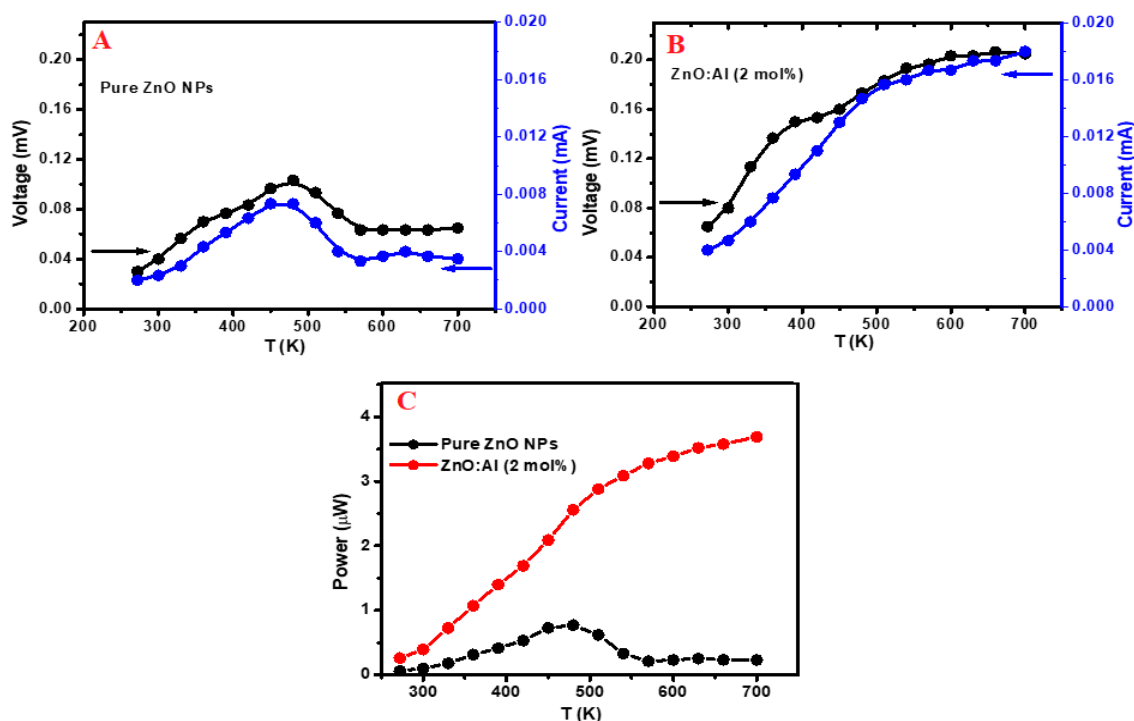 A
Pure ZnO NPs
Voltage (mV)
0.20
0.16
0.12
0.08
0.04
0.00
Current (mA)
0.020
0.016
0.012
0.008
0.004
0.000
200 300 400 500 600 700
T (K)
B
ZnO:Al (2 mol%)
Voltage (mV)
0.20
0.16
0.12
0.08
0.04
0.00
Current (mA)
0.020
0.016
0.012
0.008
0.004
0.000
200 300 400 500 600 700
T (K)
C
Pure ZnO NPs
ZnO:Al (2 mol%)
Power (μW)
4
3
2
1
0
300 400 500 600 700
T (K)